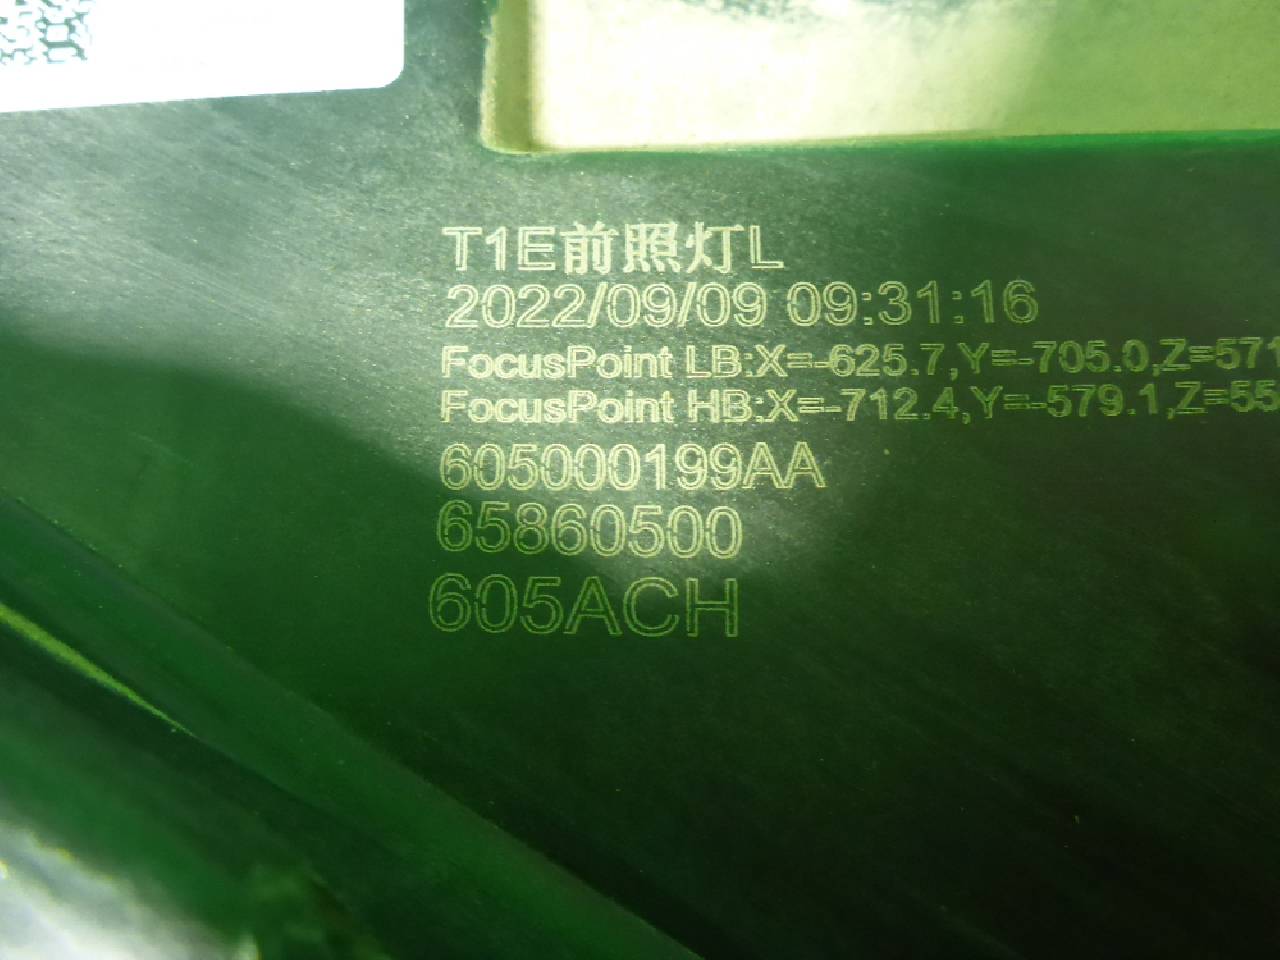 T1E前照灯L
2022/09/09 09:31:16
FocusPoint LB:X=-625.7,Y=-705.0,Z=571
FocusPoint HB:X=-712.4,Y=-579.1,Z=55
605000199AA
65860500
605ACH